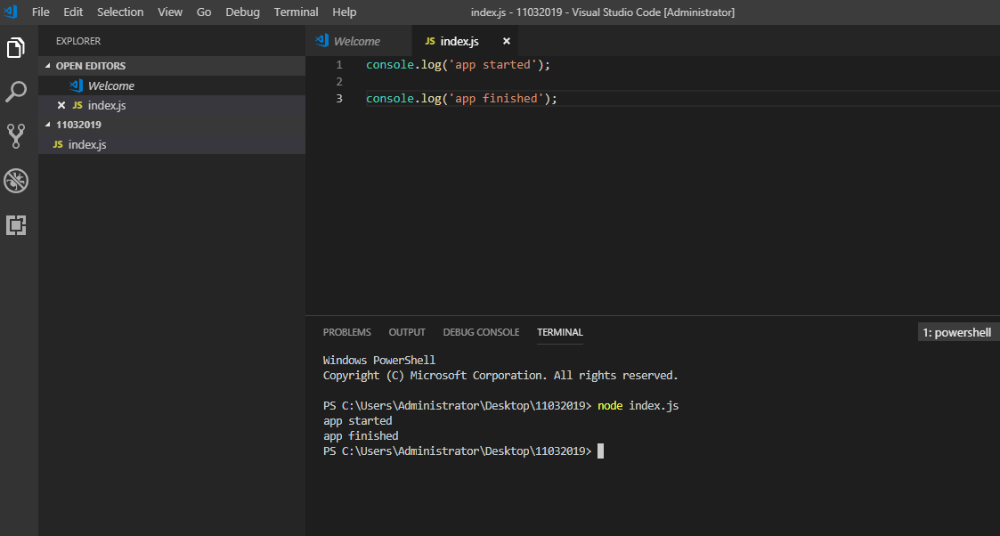 File Edit Selection View Go Debug Terminal Help index.js - 11032019 - Visual Studio Code [Administrator]
EXPLORER
OPEN EDITORS
Welcome
JS index.js
11032019
JS index.js
Welcome JS index.js
1 console.log('app started');
2
3 console.log('app finished');
PROBLEMS OUTPUT DEBUG CONSOLE TERMINAL 1: powershell
Windows PowerShell
Copyright (C) Microsoft Corporation. All rights reserved.
PS C:\Users\Administrator\Desktop\11032019> node index.js
app started
app finished
PS C:\Users\Administrator\Desktop\11032019>